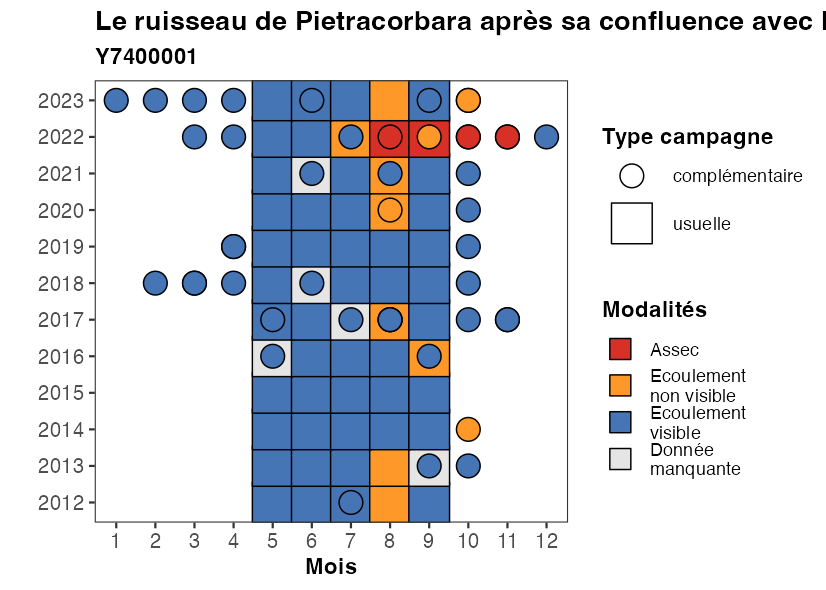 Le ruisseau de Pietracorbara après sa confluence avec l
Y7400001
2023
2022
2021
2020
2019
2018
2017
2016
2015
2014
2013
2012
1 2 3 4 5 6 7 8 9 10 11 12
Mois
Type campagne
complémentaire
usuelle
Modalités
Assec
Ecoulement
non visible
Ecoulement
visible
Donnée
manquante